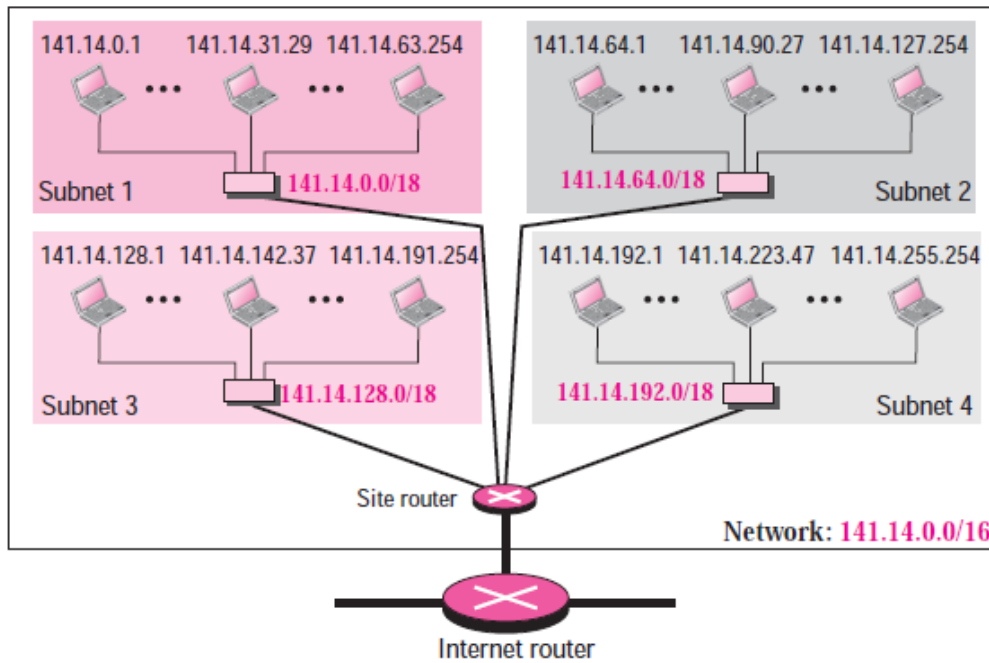 141.14.0.1 141.14.31.29 141.14.63.254
141.14.0.0/18
Subnet 1
141.14.64.1 141.14.90.27 141.14.127.254
141.14.64.0/18
Subnet 2
141.14.128.1 141.14.142.37 141.14.191.254
141.14.128.0/18
Subnet 3
141.14.192.1 141.14.223.47 141.14.255.254
141.14.192.0/18
Subnet 4
Site router
Network: 141.14.0.0/16
Internet router